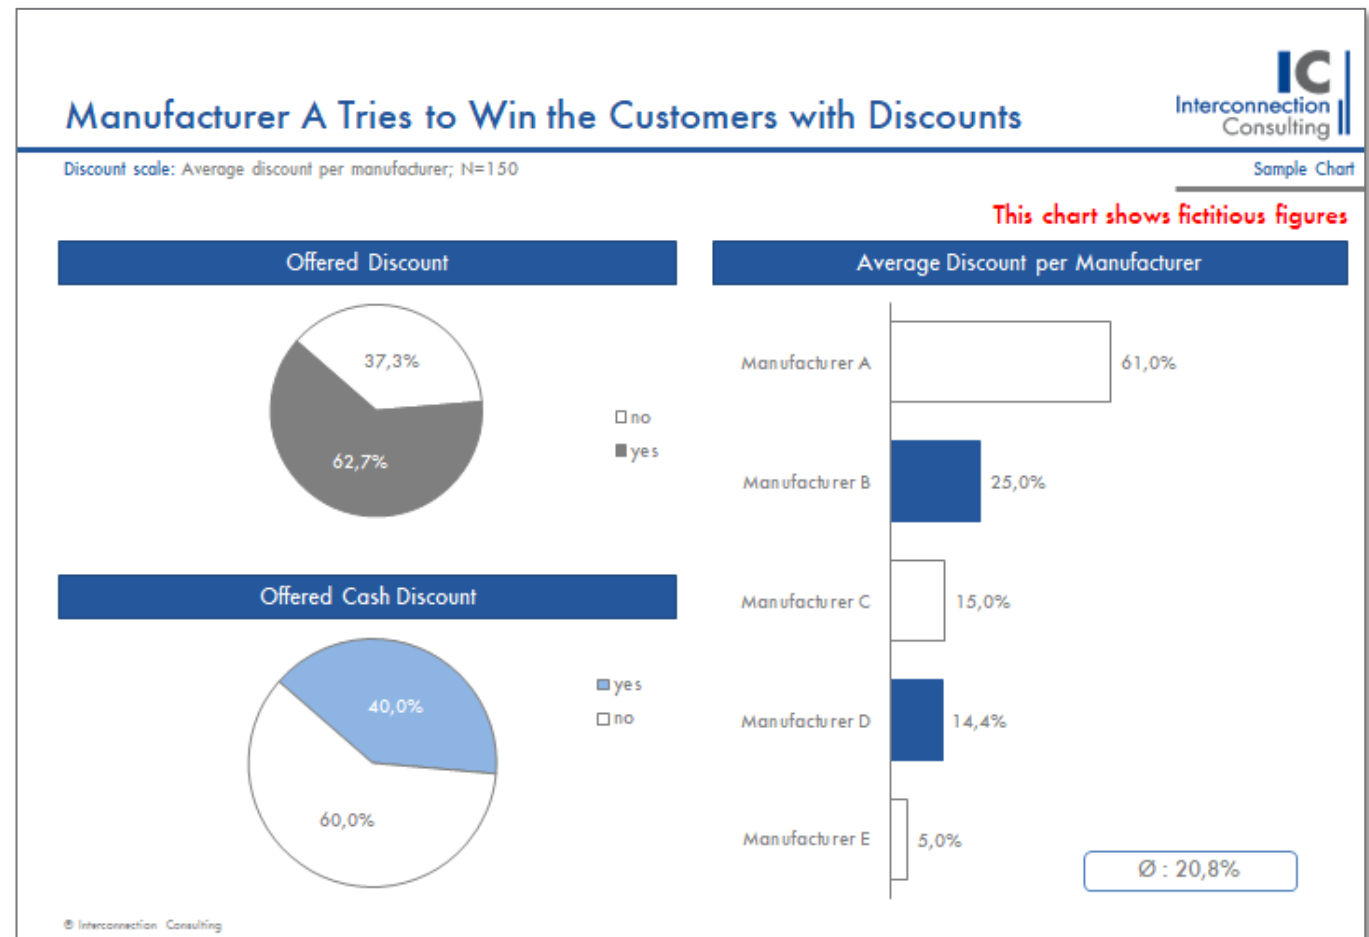 IC
Interconnection
Consulting
Manufacturer A Tries to Win the Customers with Discounts
Discount scale: Average discount per manufacturer; N=150
Sample Chart
This chart shows fictitious figures
Offered Discount
37,3%
62,7%
no
yes
Offered Cash Discount
40,0%
60,0%
yes
no
Average Discount per Manufacturer
Manufacturer A
61,0%
Manufacturer B
25,0%
Manufacturer C
15,0%
Manufacturer D
14,4%
Manufacturer E
5,0%
Ø : 20,8%
® Interconnection Consulting